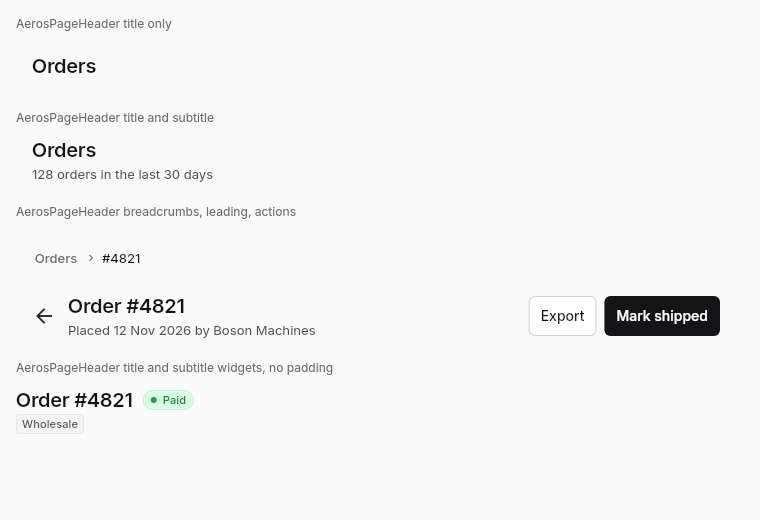 AerosPageHeader title only
Orders
AerosPageHeader title and subtitle
Orders
128 orders in the last 30 days
AerosPageHeader breadcrumbs, leading, actions
Orders > #4821
Order #4821
Placed 12 Nov 2026 by Boson Machines
Export
Mark shipped
AerosPageHeader title and subtitle widgets, no padding
Order #4821 Paid
Wholesale